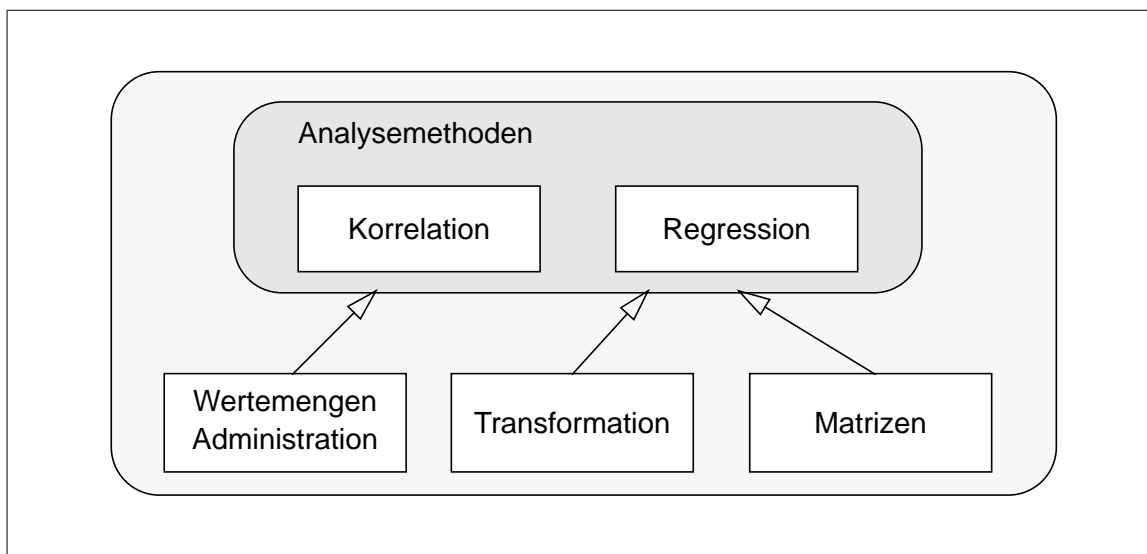 Analysemethoden
Korrelation
Regression
Wertemengen
Administration
Transformation
Matrizen